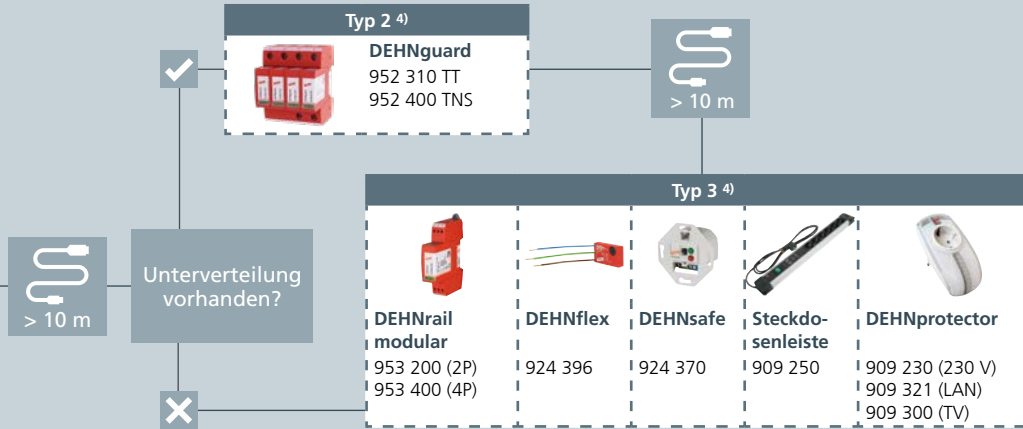 Typ 2 4)
DEHNguard
952 310 TT
952 400 TNS
> 10 m
Typ 3 4)
> 10 m
Unterverteilung
vorhanden?
DEHNrail
modular
953 200 (2P)
953 400 (4P)
DEHNflex
924 396
DEHNsafe
924 370
Steckdo-
senleiste
909 250
DEHNprotector
909 230 (230 V)
909 321 (LAN)
909 300 (TV)